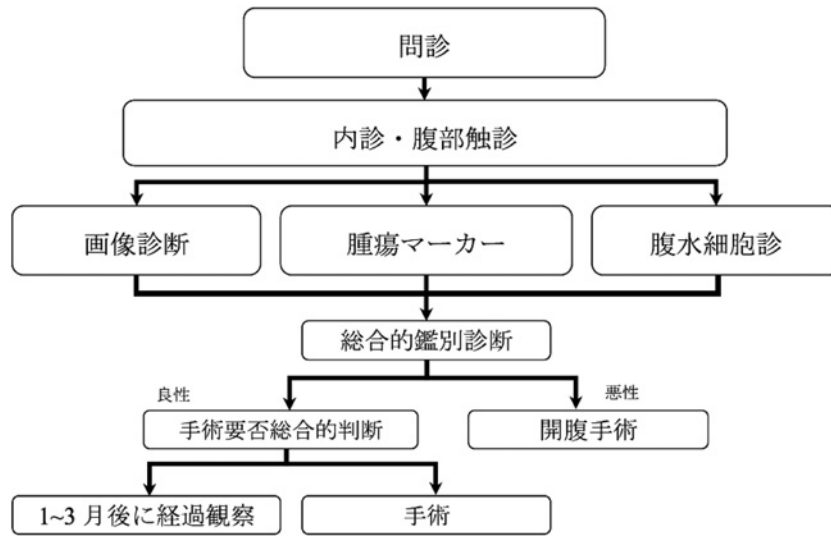 問診
内診・腹部触診
画像診断
腫瘍マーカー
腹水細胞診
総合的鑑別診断
良性
悪性
手術要否総合的判断
開腹手術
1~3 月後に経過観察
手術